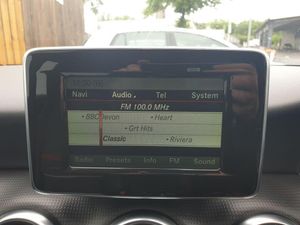 Navi Audio Tel System
FM 100.0 MHz
BBC Devon Heart
Grt Hits
Classic Riviera
Radio Presets Info FM Sound